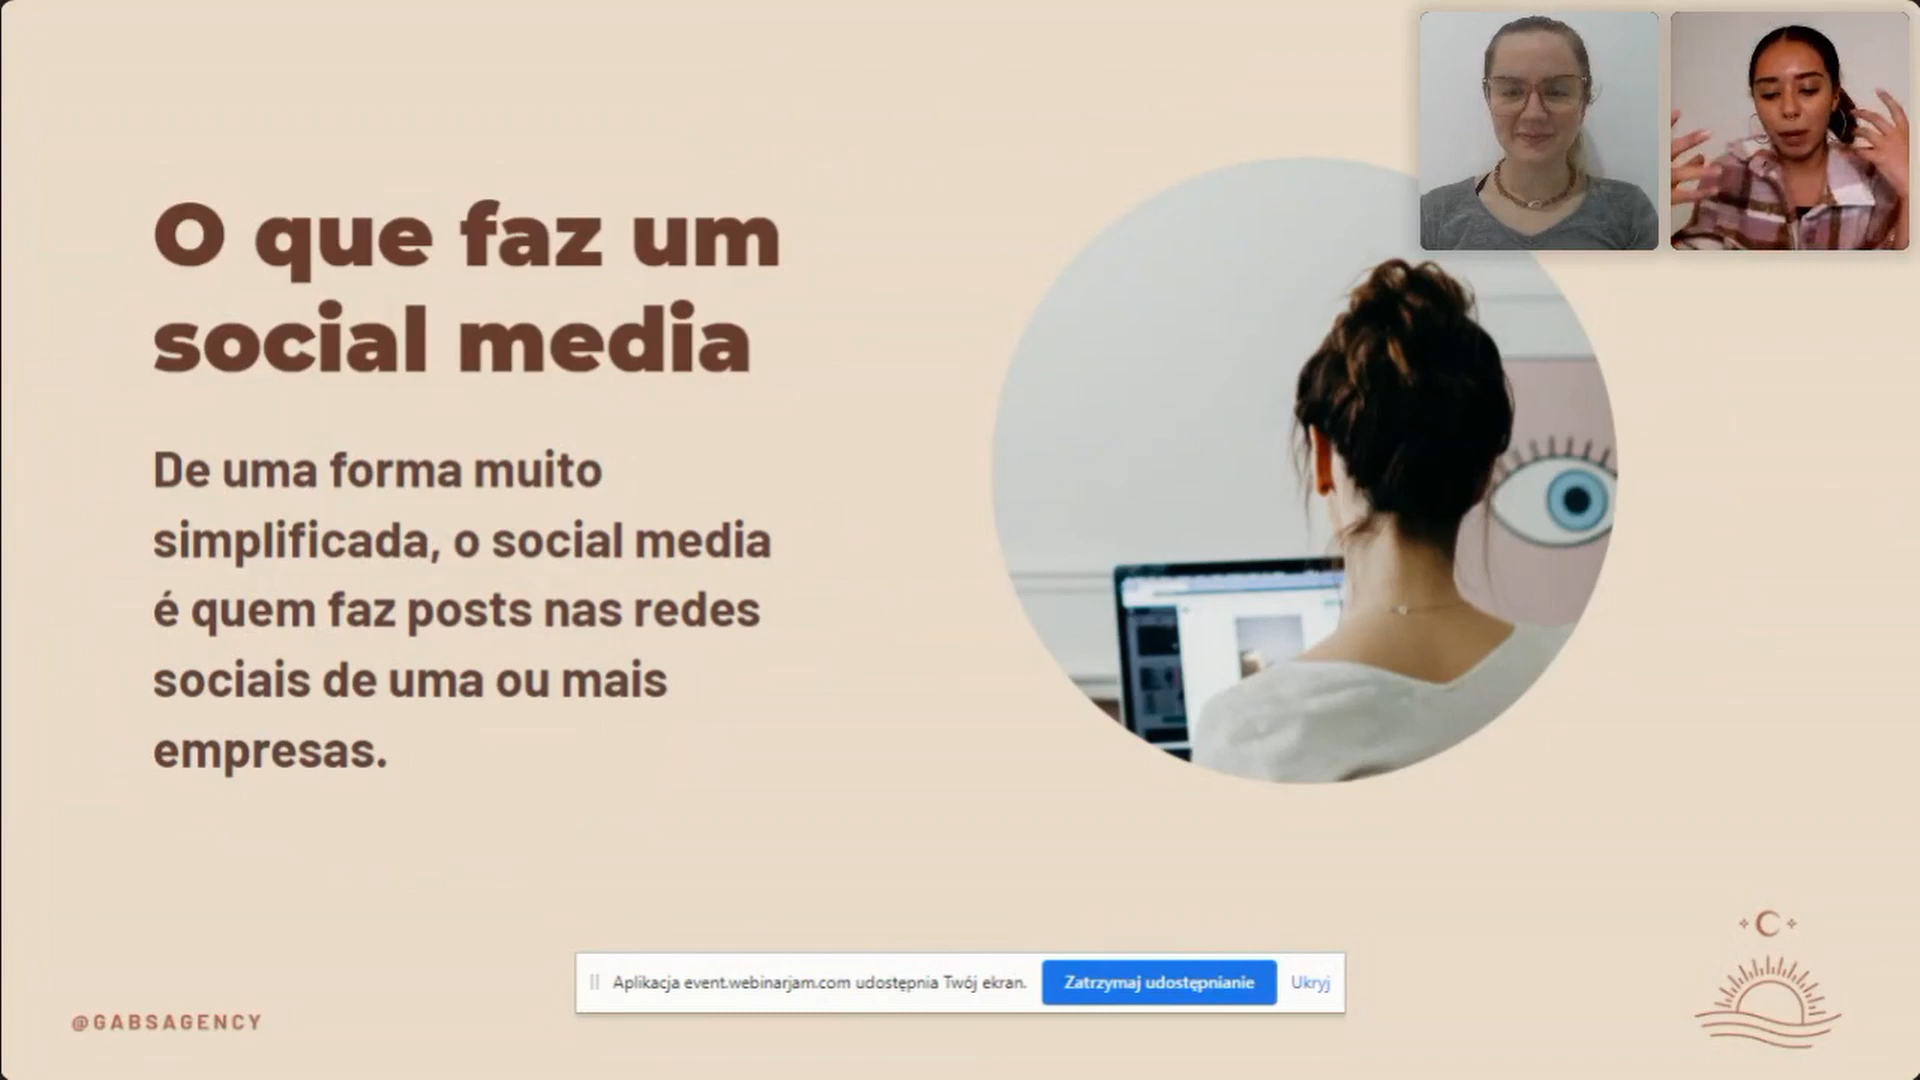 O que faz um
social media
De uma forma muito
simplificada, o social media
é quem faz posts nas redes
sociais de uma ou mais
empresas.
Aplikacja event.webinarjam.com udostępnia Twój ekran. Zatrzymaj udostępnianie Ukryj
@GABSAGENCY